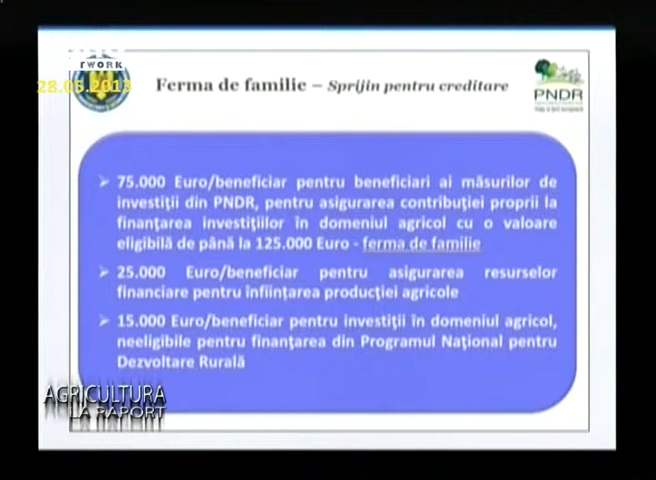 TWORK
28.05.2013
Ferma de familie – Sprijin pentru creditare
PNDR
➢ 75.000 Euro/beneficiar pentru beneficiari ai măsurilor de
investiţii din PNDR, pentru asigurarea contribuţiei proprii la
finanţarea investiţiilor în domeniul agricol cu o valoare
eligibilă de până la 125.000 Euro - ferma de familie
➢ 25.000 Euro/beneficiar pentru asigurarea resurselor
financiare pentru înfiinţarea producţiei agricole
➢ 15.000 Euro/beneficiar pentru investiţii în domeniul agricol,
neeligibile pentru finanţarea din Programul Naţional pentru
Dezvoltare Rurală
AGRICULTURA
LA RAPORT